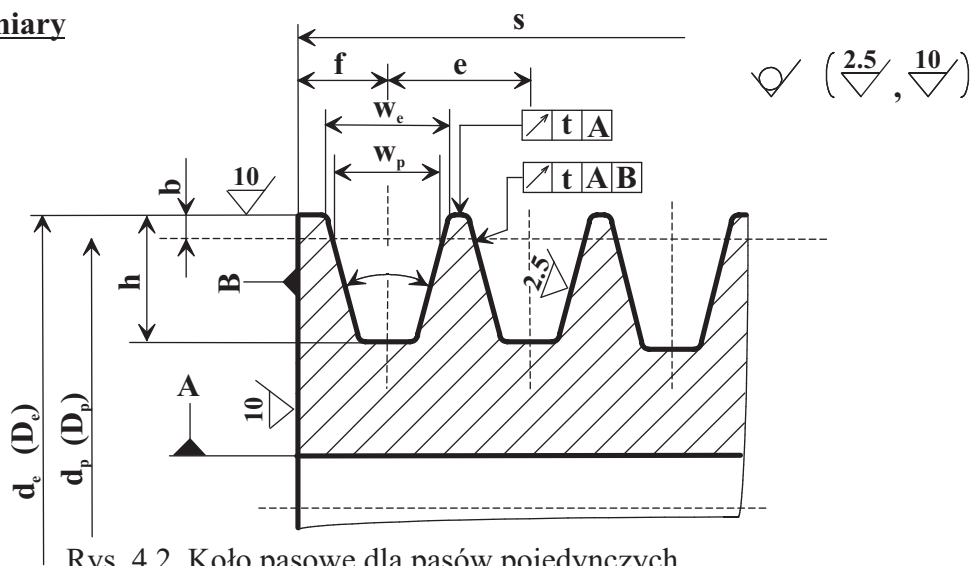 miary
s
f e
2.5 , 10
w_e
t A
w_p
t A B
10
b
h
B
2.5
A
10
d_e (D_e)
d_p (D_p)
Rys. 4.2. Koło pasowe dla pasów pojedynczych